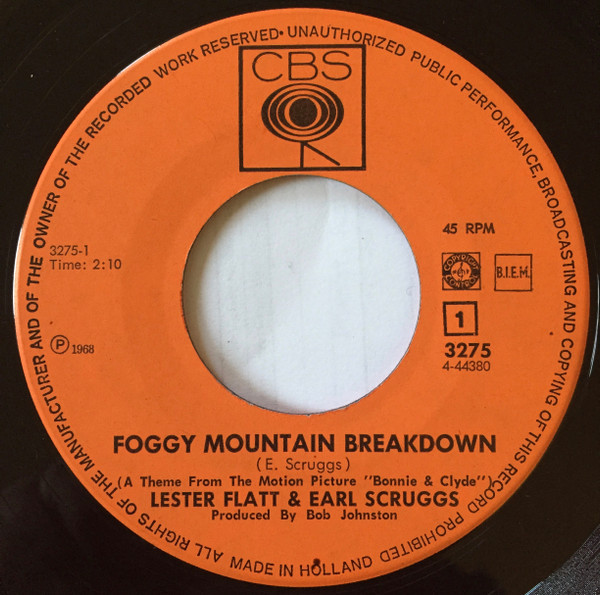 ALL RIGHTS OF THE MANUFACTURER AND OF THE OWNER OF THE RECORDED WORK RESERVED• UNAUTHORIZED PUBLIC PERFORMANCE, BROADCASTING AND COPYING OF THIS RECORD PROHIBITED
CBS
45 RPM
3275-1
Time: 2:10
COPYRIGHT CONTROL
B.I.E.M.
1
℗ 1968
3275
4-44380
FOGGY MOUNTAIN BREAKDOWN
(E. Scruggs)
(A Theme From The Motion Picture "Bonnie & Clyde")
LESTER FLATT & EARL SCRUGGS
Produced By Bob Johnston
MADE IN HOLLAND